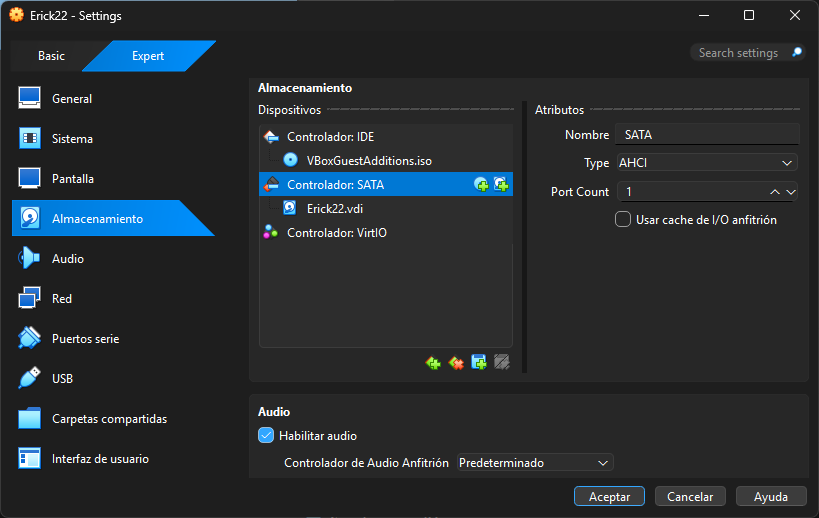 Erick22 - Settings
Basic
Expert
Search settings
General
Sistema
Pantalla
Almacenamiento
Audio
Red
Puertos serie
USB
Carpetas compartidas
Interfaz de usuario
Almacenamiento
Dispositivos
Controlador: IDE
VBoxGuestAdditions.iso
Controlador: SATA
Erick22.vdi
Controlador: VirtIO
Atributos
Nombre SATA
Type AHCI
Port Count 1
Usar cache de I/O anfitrión
Audio
Habilitar audio
Controlador de Audio Anfitrión Predeterminado
Aceptar
Cancelar
Ayuda